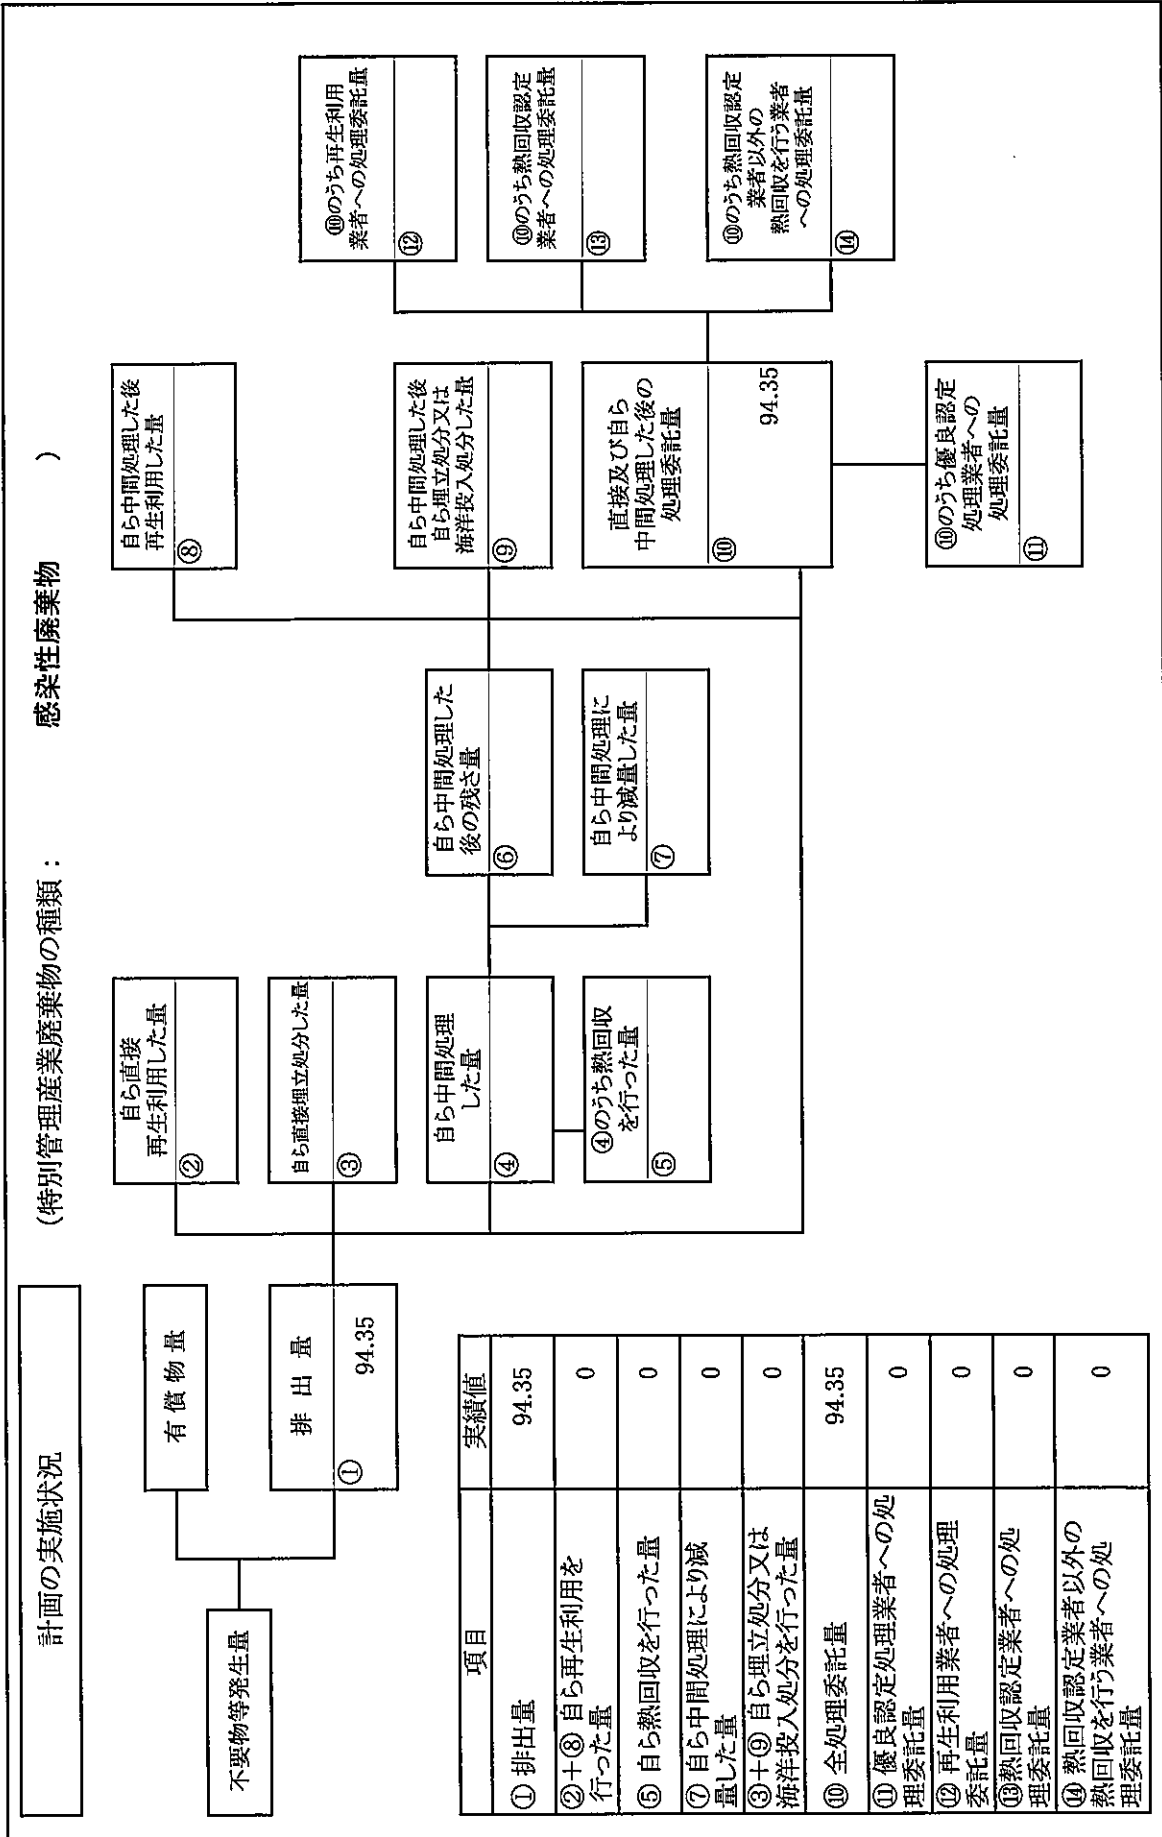 計画の実施状況
(特別管理産業廃棄物の種類： 感染性廃棄物 )
不要物等発生量
有償物量
排出量
① 94.35
自ら直接
再生利用した量
②
自ら直接埋立処分した量
③
自ら中間処理
した量
④
④のうち熱回収
を行った量
⑤
自ら中間処理した
後の残さ量
⑥
自ら中間処理に
より減量した量
⑦
自ら中間処理した後
再生利用した量
⑧
自ら中間処理した後
自ら埋立処分又は
海洋投入処分した量
⑨
直接及び自ら
中間処理した後の
処理委託量
⑩ 94.35
⑩のうち優良認定
処理業者への
処理委託量
⑪
⑩のうち再生利用
業者への処理委託量
⑫
⑩のうち熱回収認定
業者への処理委託量
⑬
⑩のうち熱回収認定
業者以外の
熱回収を行う業者
への処理委託量
⑭
項目 実績値
① 排出量 94.35
②＋⑧ 自ら再生利用を
行った量 0
⑤ 自ら熱回収を行った量 0
⑦ 自ら中間処理により減
量した量 0
③＋⑨ 自ら埋立処分又は
海洋投入処分を行った量 0
⑩ 全処理委託量 94.35
⑪ 優良認定処理業者への処
理委託量 0
⑫ 再生利用業者への処理
委託量 0
⑬熱回収認定業者への処
理委託量 0
⑭ 熱回収認定業者以外の
熱回収を行う業者への処
理委託量 0